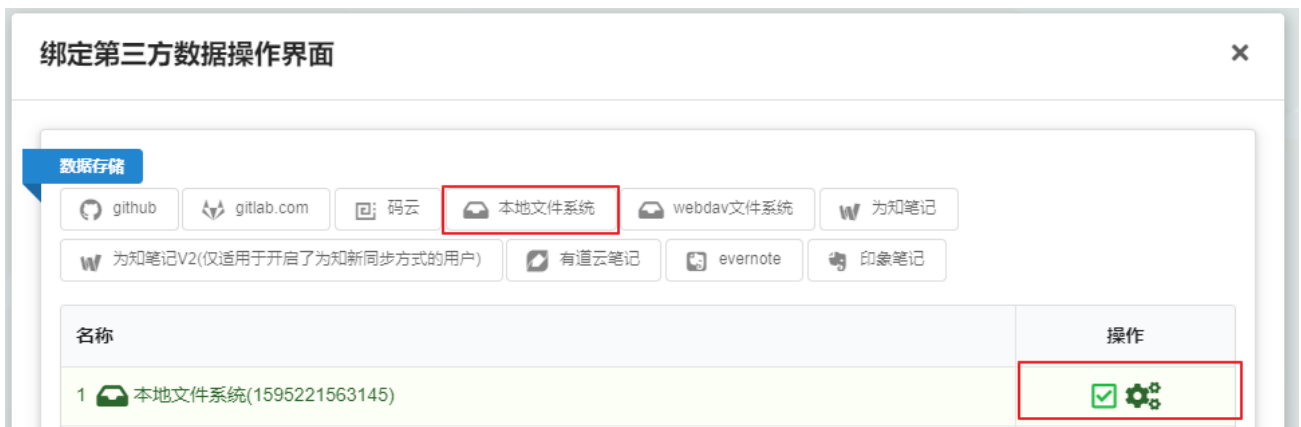 绑定第三方数据操作界面
数据存储
github gitlab.com 码云 本地文件系统 webdav文件系统 为知笔记
为知笔记V2(仅适用于开启了为知新同步方式的用户) 有道云笔记 evernote 印象笔记
名称 操作
1 本地文件系统(1595221563145)